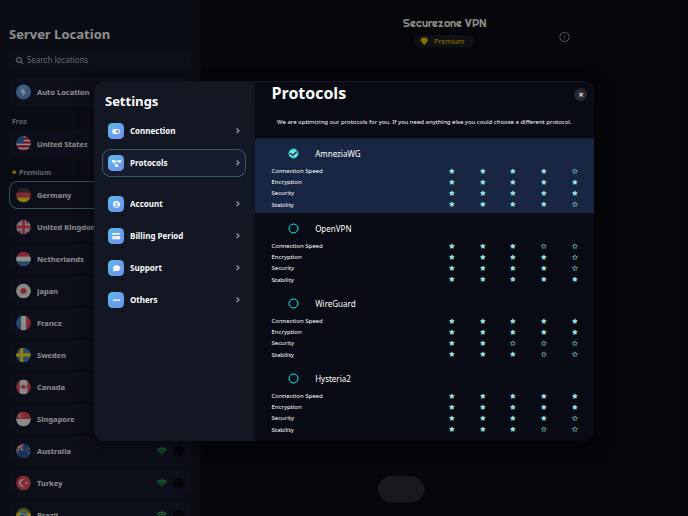 Server Location
Search locations
Auto Location
Free
United States
Premium
Germany
United Kingdom
Netherlands
Japan
France
Sweden
Canada
Singapore
Australia
Turkey
Brazil
Securezone VPN
Premium
Settings
Connection
Protocols
Account
Billing Period
Support
Others
Protocols
We are optimizing our protocols for you. If you need anything else you could choose a different protocol.
AmneziaWG
Connection Speed
Encryption
Security
Stability
OpenVPN
Connection Speed
Encryption
Security
Stability
WireGuard
Connection Speed
Encryption
Security
Stability
Hysteria2
Connection Speed
Encryption
Security
Stability